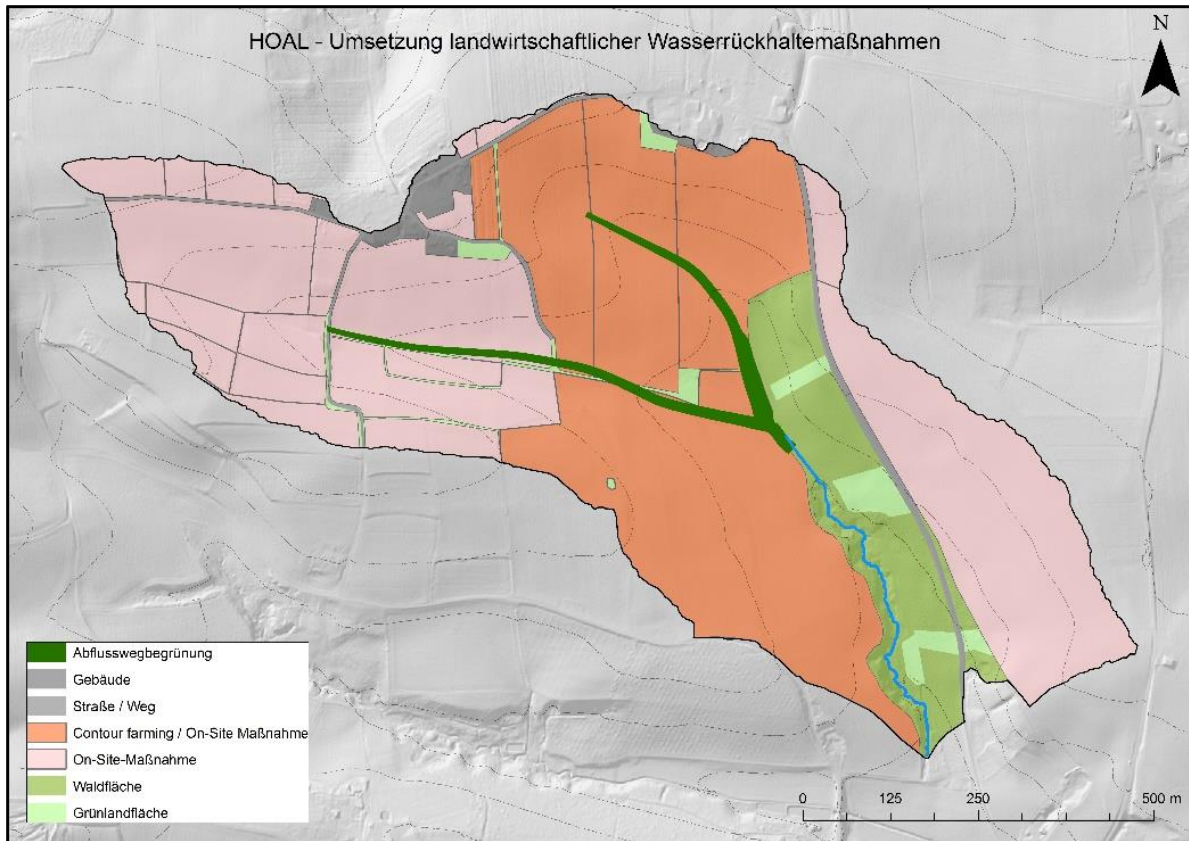 HOAL - Umsetzung landwirtschaftlicher Wasserrückhaltemaßnahmen
N
Abflusswegbegrünung
Gebäude
Straße / Weg
Contour farming / On-Site Maßnahme
On-Site-Maßnahme
Waldfläche
Grünlandfläche
0 125 250 500 m